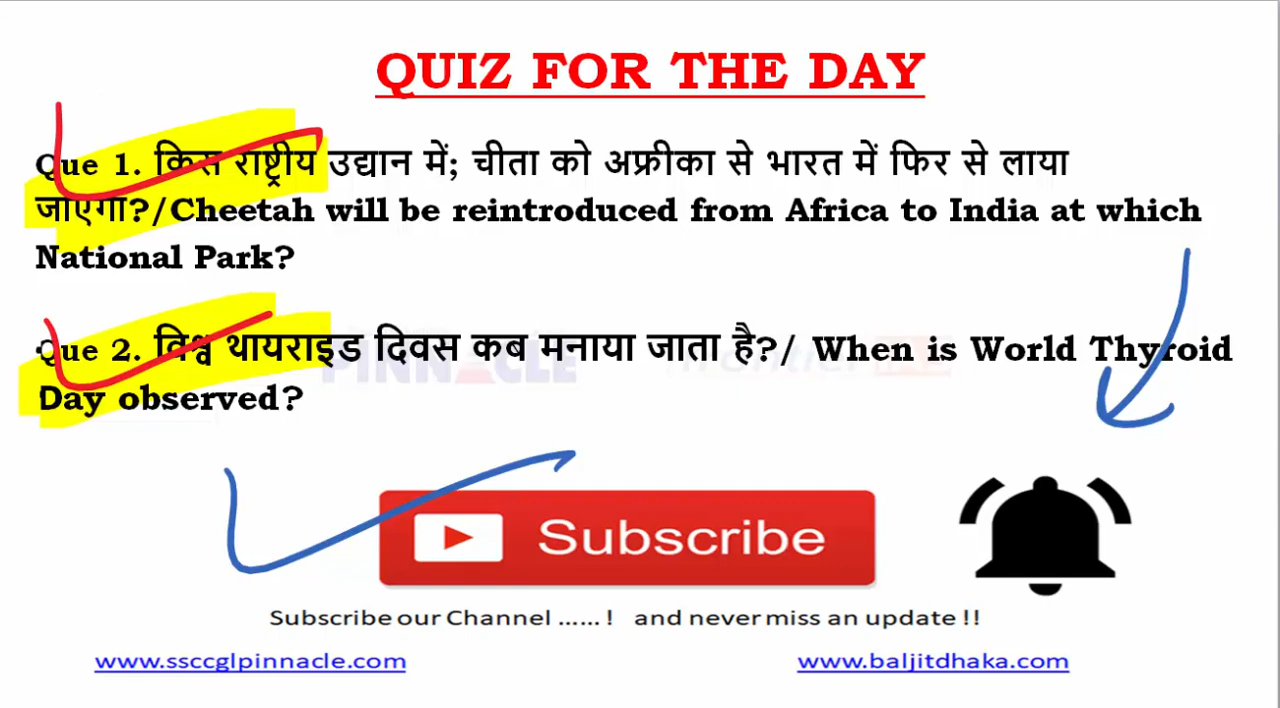 QUIZ FOR THE DAY
Que 1. किस राष्ट्रीय उद्यान में; चीता को अफ्रीका से भारत में फिर से लाया
जाएगा?/Cheetah will be reintroduced from Africa to India at which
National Park?
Que 2. विश्व थायराइड दिवस कब मनाया जाता है?/ When is World Thyroid
Day observed?
PINNACLE
Subscribe
Subscribe our Channel ...... ! and never miss an update !!
www.ssccglpinnacle.com www.baljitdhaka.com